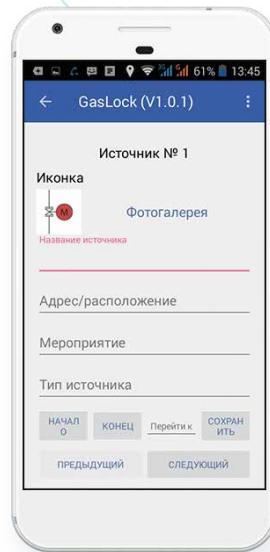 61% 13:45
GasLock (V1.0.1)
Источник № 1
Иконка
M
Фотогалерея
Название источника
Адрес/расположение
Мероприятие
Тип источника
НАЧАЛ
О
КОНЕЦ
Перейти к
СОХРАН
ИТЬ
ПРЕДЫДУЩИЙ
СЛЕДУЮЩИЙ